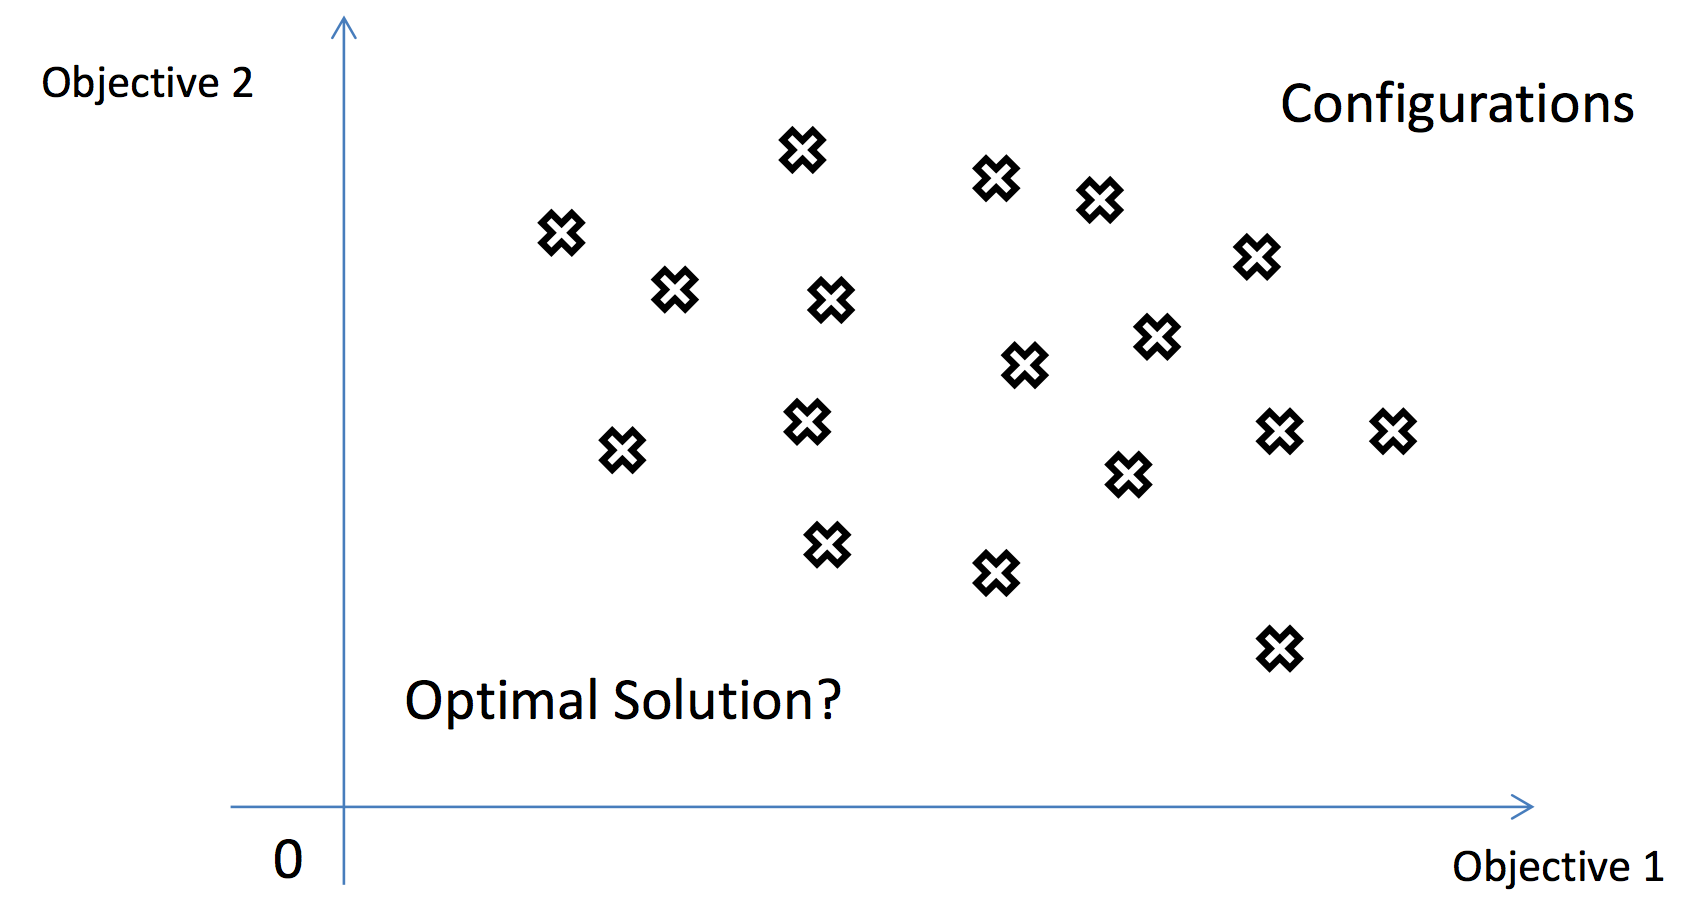 Objective 2
Configurations
Optimal Solution?
0
Objective 1